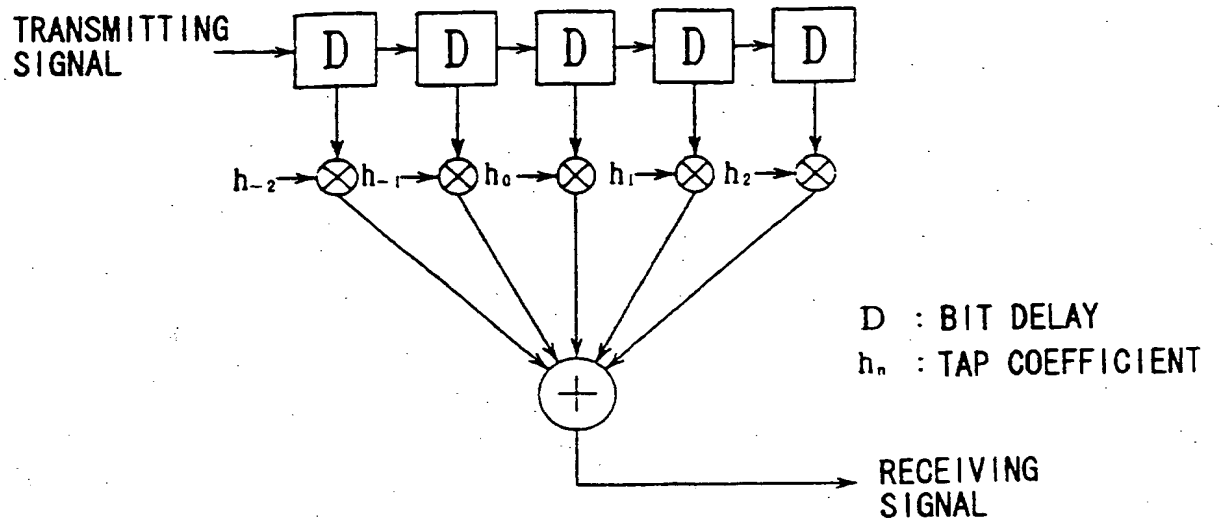 TRANSMITTING
SIGNAL
D D D D D
h₋₂ h₋₁ h₀ h₁ h₂
D : BIT DELAY
hₙ : TAP COEFFICIENT
RECEIVING
SIGNAL